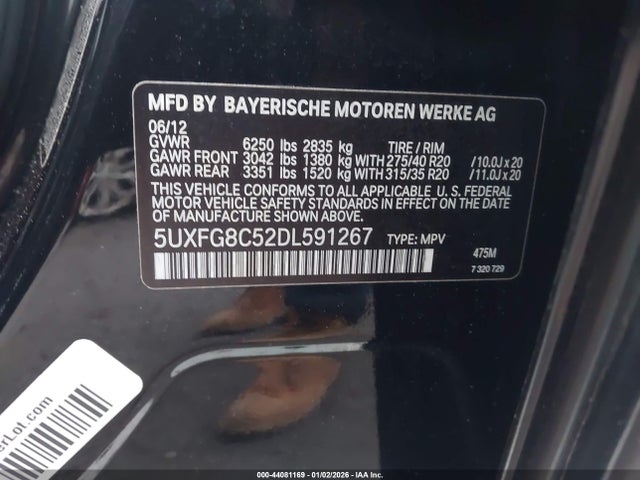 MFD BY BAYERISCHE MOTOREN WERKE AG
06/12
GVWR 6250 lbs 2835 kg TIRE / RIM
GAWR FRONT 3042 lbs 1380 kg WITH 275/40 R20 /10.0J x 20
GAWR REAR 3351 lbs 1520 kg WITH 315/35 R20 /11.0J x 20
THIS VEHICLE CONFORMS TO ALL APPLICABLE U. S. FEDERAL
MOTOR VEHICLE SAFETY STANDARDS IN EFFECT ON THE
DATE OF MANUFACTURE SHOWN ABOVE.
5UXFG8C52DL591267 TYPE: MPV
475M
7 320 729
erLot.com
000-44081169 - 01/02/2026 - IAA Inc.